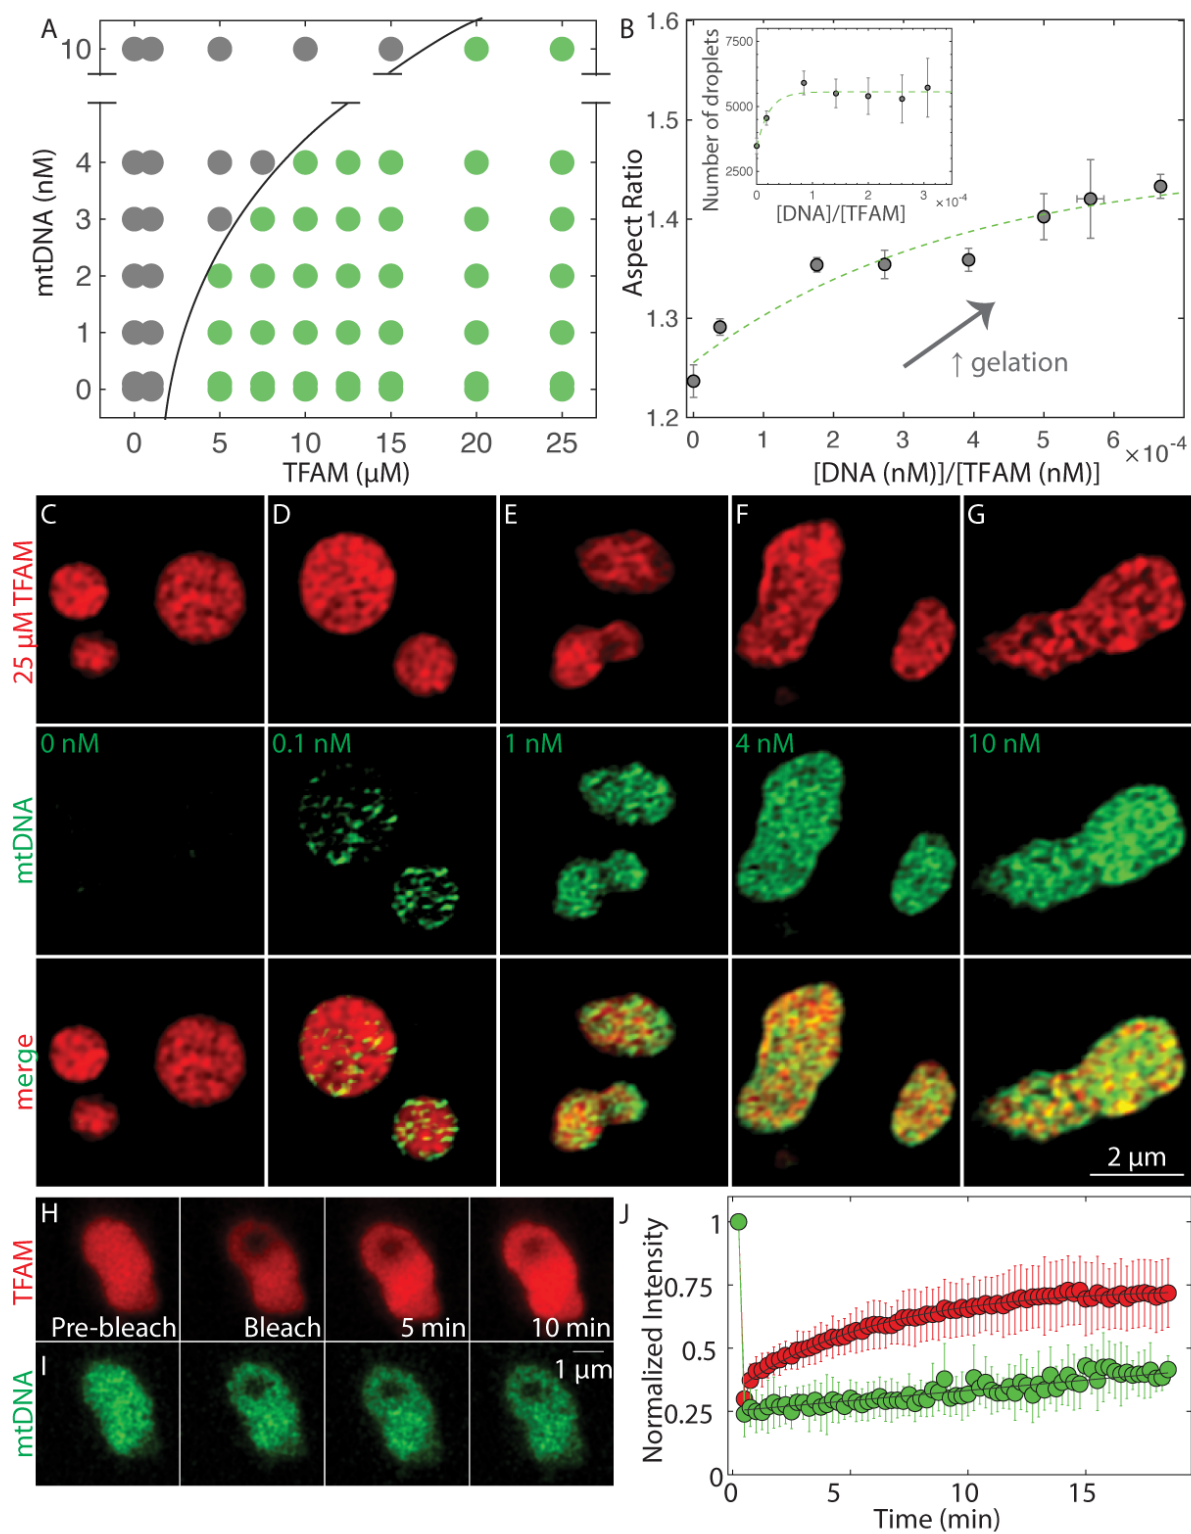 A
10
4
3
2
1
0
mtDNA (nM)
0 5 10 15 20 25
TFAM (µM)
B
1.6
1.5
1.4
1.3
1.2
Aspect Ratio
7500
5000
2500
Number of droplets
0 1 2 3
×10-4
[DNA]/[TFAM]
↑ gelation
0 1 2 3 4 5 6
×10-4
[DNA (nM)]/[TFAM (nM)]
C D E F G
25 µM TFAM
0 nM 0.1 nM 1 nM 4 nM 10 nM
mtDNA
merge
2 µm
H
TFAM
Pre-bleach Bleach 5 min 10 min
1 µm
I
mtDNA
J
1
0.75
0.5
0.25
0
Normalized Intensity
0 5 10 15
Time (min)